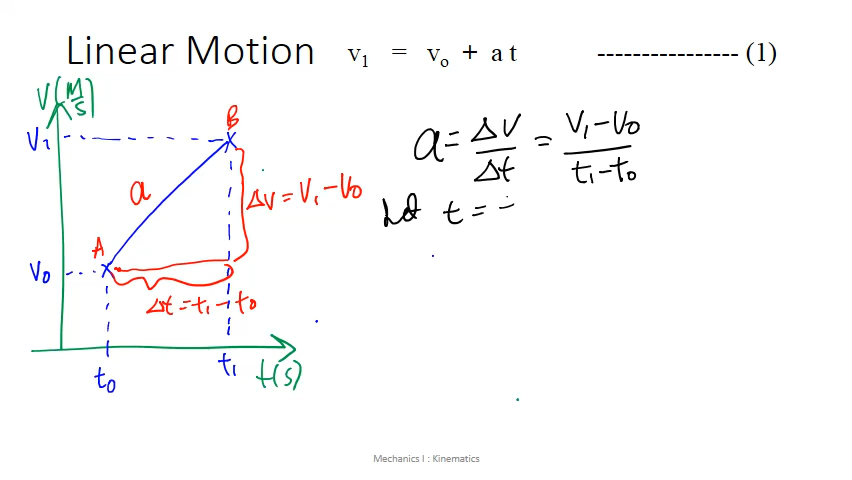 Linear Motion v₁ = vₒ + a t ---------------- (1)
V(M/S)
B
V₁
a = ΔV/Δt = (V₁-V₀)/(t₁-t₀)
a
ΔV = V₁-V₀
Let t =
A
V₀
Δt = t₁ - t₀
t₀
t₁
t(s)
Mechanics I : Kinematics